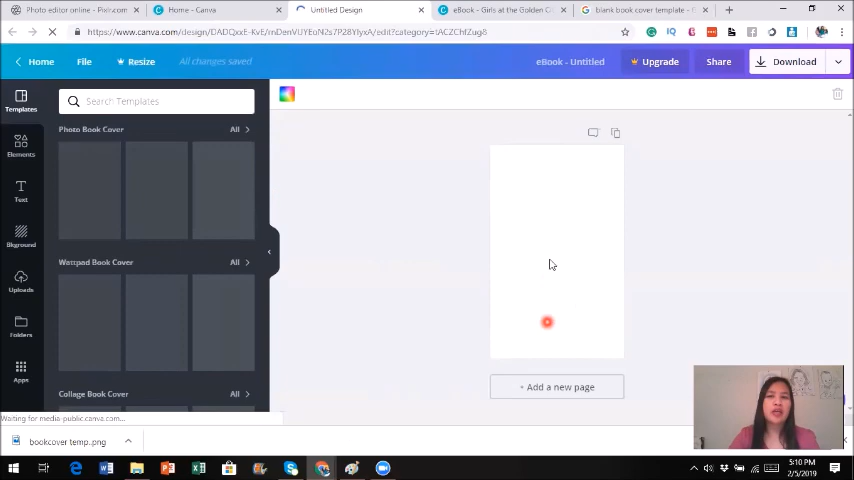 Photo editor online - Pixlr.com
Home - Canva
Untitled Design
eBook - Girls at the Golden C
blank book cover template -
https://www.canva.com/design/DADQxxE-KvE/mDenVUYEoN2s7P28YlyxA/edit?category=tACZChfZug8
Home
File
Resize
All changes saved
eBook - Untitled
Upgrade
Share
Download
Templates
Search Templates
Photo Book Cover
All
Elements
Text
Bkground
Wattpad Book Cover
All
Uploads
Folders
Apps
Collage Book Cover
All
+ Add a new page
Waiting for media-public.canva.com...
bookcover temp.png
5:10 PM
2/5/2019